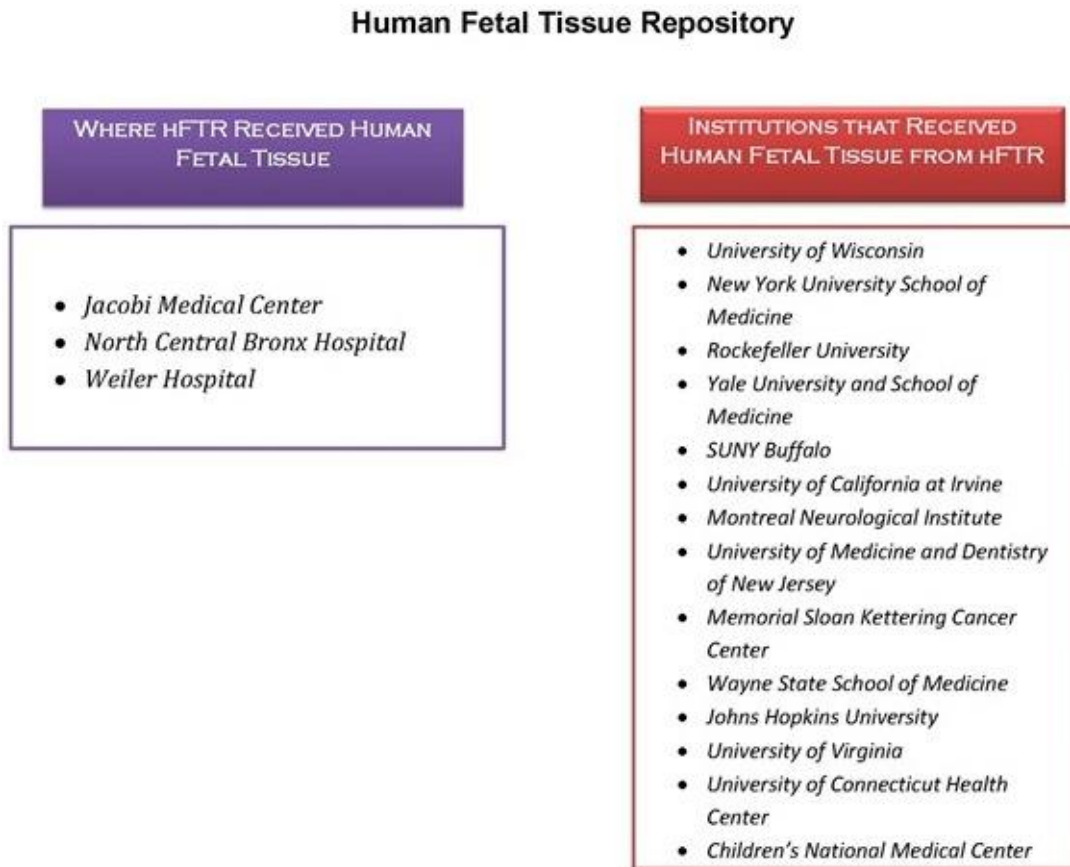 Human Fetal Tissue Repository
WHERE HFTR RECEIVED HUMAN
FETAL TISSUE
• Jacobi Medical Center
• North Central Bronx Hospital
• Weiler Hospital
INSTITUTIONS THAT RECEIVED
HUMAN FETAL TISSUE FROM HFTR
• University of Wisconsin
• New York University School of
Medicine
• Rockefeller University
• Yale University and School of
Medicine
• SUNY Buffalo
• University of California at Irvine
• Montreal Neurological Institute
• University of Medicine and Dentistry
of New Jersey
• Memorial Sloan Kettering Cancer
Center
• Wayne State School of Medicine
• Johns Hopkins University
• University of Virginia
• University of Connecticut Health
Center
• Children's National Medical Center